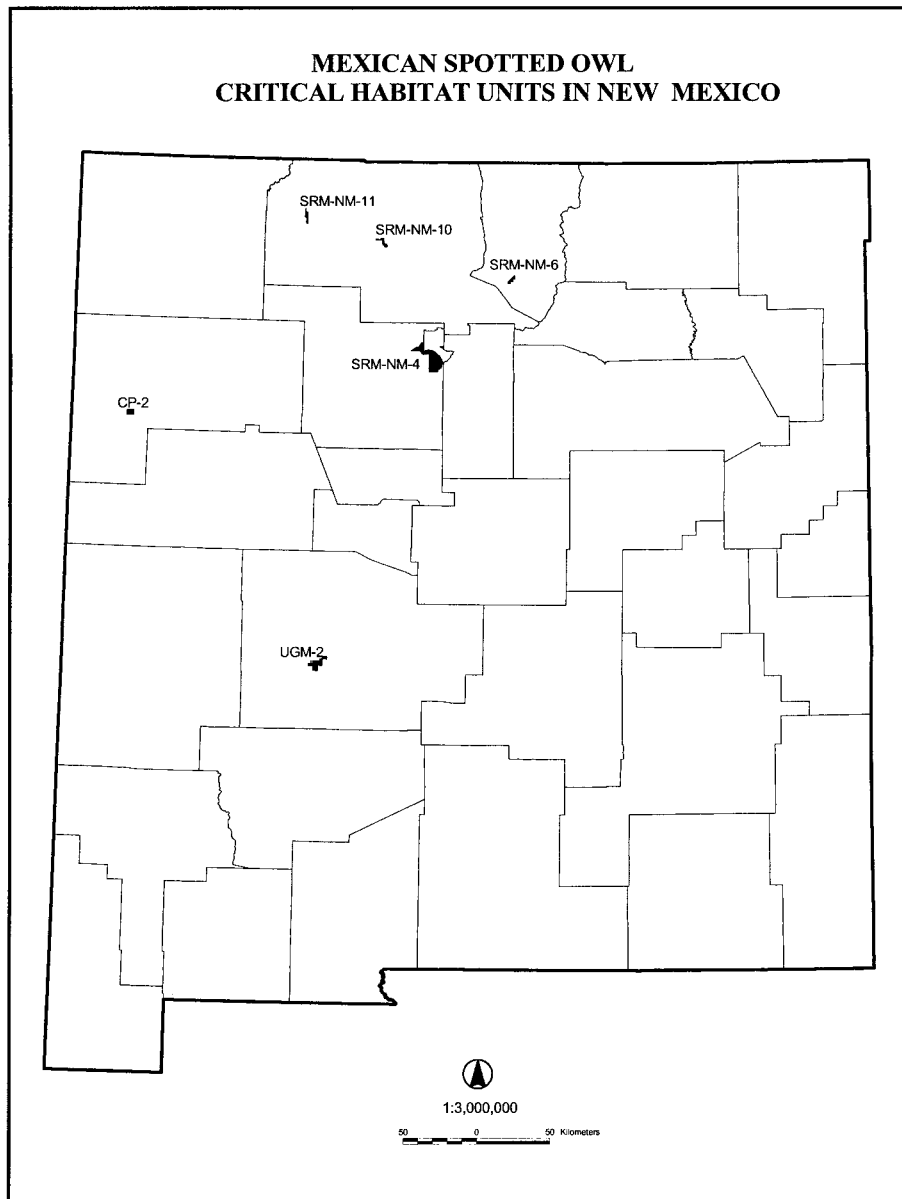 MEXICAN SPOTTED OWL
CRITICAL HABITAT UNITS IN NEW MEXICO
SRM-NM-11
SRM-NM-10
SRM-NM-6
SRM-NM-4
CP-2
UGM-2
1:3,000,000
50 0 50 Kilometers